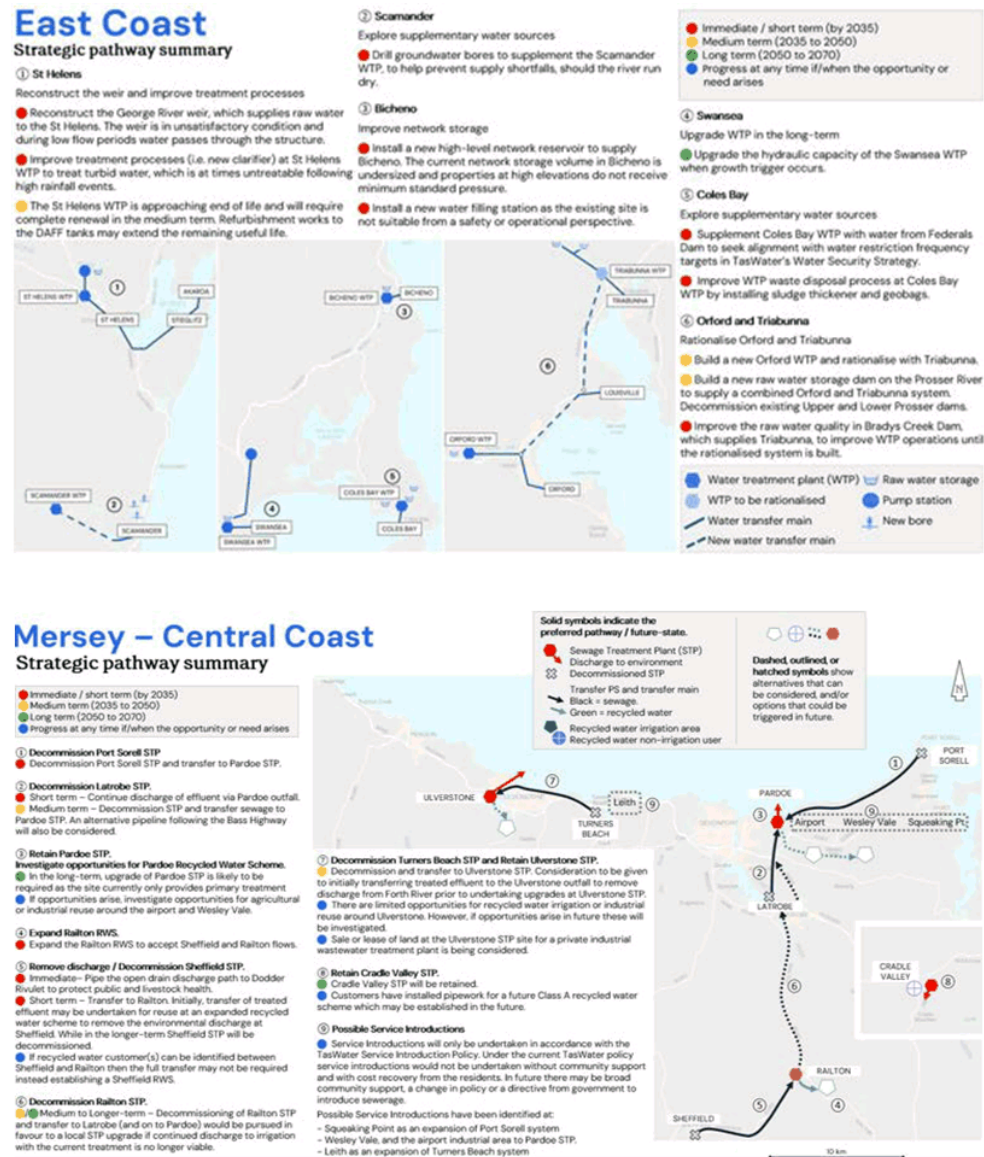 East Coast
Strategic pathway summary
① St Helens
Reconstruct the weir and improve treatment processes
Reconstruct the George River weir, which supplies raw water
to the St Helens. The weir is in unsatisfactory condition and
during low flow periods water passes through the structure.
Improve treatment processes (i.e. new clarifier) at St Helens
WTP to treat turbid water, which is at times untreatable following
high rainfall events.
The St Helens WTP is approaching end of life and will require
complete renewal in the medium term. Refurbishment works to
the DAFF tanks may extend the remaining useful life.
② Scamander
Explore supplementary water sources
Drill groundwater bores to supplement the Scamander
WTP, to help prevent supply shortfalls, should the river run
dry.
③ Bicheno
Improve network storage
Install a new high-level network reservoir to supply
Bicheno. The current network storage volume in Bicheno is
undersized and properties at high elevations do not receive
minimum standard pressure.
Install a new water filling station as the existing site is
not suitable from a safety or operational perspective.
Immediate / short term (by 2035)
Medium term (2035 to 2050)
Long term (2050 to 2070)
Progress at any time if/when the opportunity or
need arises
④ Swansea
Upgrade WTP in the long-term
Upgrade the hydraulic capacity of the Swansea WTP
when growth trigger occurs.
⑤ Coles Bay
Explore supplementary water sources
Supplement Coles Bay WTP with water from Federals
Dam to seek alignment with water restriction frequency
targets in TasWater's Water Security Strategy.
Improve WTP waste disposal process at Coles Bay
WTP by installing sludge thickener and geobags.
⑥ Orford and Triabunna
Rationalise Orford and Triabunna
Build a new Orford WTP and rationalise with Triabunna.
Build a new raw water storage dam on the Prosser River
to supply a combined Orford and Triabunna system.
Decommission existing Upper and Lower Prosser dams.
Improve the raw water quality in Bradys Creek Dam,
which supplies Triabunna, to improve WTP operations until
the rationalised system is built.
Water treatment plant (WTP)
Raw water storage
WTP to be rationalised
Pump station
Water transfer main
New bore
New water transfer main
ST HELENS WTP
①
AKAROA
ST HELENS
STIEGLITZ
SCAMANDER WTP
②
SCAMANDER
BICHENO WTP
BICHENO
③
④
SWANSEA
SWANSEA WTP
⑤
COLES BAY WTP
COLES BAY
TRIABUNNA WTP
TRIABUNNA
⑥
LOUISVILLE
ORFORD WTP
ORFORD
Mersey – Central Coast
Strategic pathway summary
Immediate / short term (by 2035)
Medium term (2035 to 2050)
Long term (2050 to 2070)
Progress at any time if/when the opportunity or need arises
① Decommission Port Sorell STP
Decommission Port Sorell STP and transfer to Pardoe STP.
② Decommission Latrobe STP.
Short term – Continue discharge of effluent via Pardoe outfall.
Medium term – Decommission STP and transfer sewage to
Pardoe STP. An alternative pipeline following the Bass Highway
will also be considered.
③ Retain Pardoe STP.
Investigate opportunities for Pardoe Recycled Water Scheme.
In the long-term, upgrade of Pardoe STP is likely to be
required as the site currently only provides primary treatment
If opportunities arise, investigate opportunities for agricultural
or industrial reuse around the airport and Wesley Vale.
④ Expand Railton RWS.
Expand the Railton RWS to accept Sheffield and Railton flows.
⑤ Remove discharge / Decommission Sheffield STP.
Immediate– Pipe the open drain discharge path to Dodder
Rivulet to protect public and livestock health.
Short term – Transfer to Railton. Initially, transfer of treated
effluent may be undertaken for reuse at an expanded recycled
water scheme to remove the environmental discharge at
Sheffield. While in the longer-term Sheffield STP will be
decommissioned.
If recycled water customer(s) can be identified between
Sheffield and Railton then the full transfer may not be required
instead establishing a Sheffield RWS.
⑥ Decommission Railton STP.
/ Medium to Longer-term – Decommissioning of Railton STP
and transfer to Latrobe (and on to Pardoe) would be pursued in
favour to a local STP upgrade if continued discharge to irrigation
with the current treatment is no longer viable.
Solid symbols indicate the
preferred pathway / future-state.
Sewage Treatment Plant (STP)
Discharge to environment
Decommissioned STP
Transfer PS and transfer main
Black = sewage.
Green = recycled water
Recycled water irrigation area
Recycled water non-irrigation user
Dashed, outlined, or
hatched symbols show
alternatives that can
be considered, and/or
options that could be
triggered in future.
N
ULVERSTONE
⑦
Leith
⑨
TURNERS
BEACH
PARDOE
③
①
PORT
SORELL
⑨
Airport Wesley Vale Squeaking Pt.
②
LATROBE
⑥
CRADLE
VALLEY
⑧
RAILTON
④
⑤
SHEFFIELD
10 km
⑦ Decommission Turners Beach STP and Retain Ulverstone STP.
Decommission and transfer to Ulverstone STP. Consideration to be given
to initially transferring treated effluent to the Ulverstone outfall to remove
discharge from Forth River prior to undertaking upgrades at Ulverstone STP.
There are limited opportunities for recycled water irrigation or industrial
reuse around Ulverstone. However, if opportunities arise in future these will
be investigated.
Sale or lease of land at the Ulverstone STP site for a private industrial
wastewater treatment plant is being considered.
⑧ Retain Cradle Valley STP.
Cradle Valley STP will be retained.
Customers have installed pipework for a future Class A recycled water
scheme which may be established in the future.
⑨ Possible Service Introductions
Service Introductions will only be undertaken in accordance with the
TasWater Service Introduction Policy. Under the current TasWater policy
service introductions would not be undertaken without community support
and with cost recovery from the residents. In future there may be broad
community support, a change in policy or a directive from government to
introduce sewerage.
Possible Service Introductions have been identified at:
- Squeaking Point as an expansion of Port Sorell system
- Wesley Vale, and the airport industrial area to Pardoe STP.
- Leith as an expansion of Turners Beach system